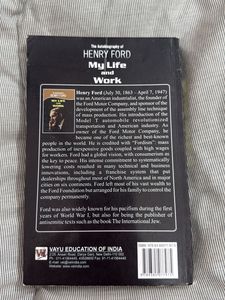 The Autobiography of
HENRY FORD
My Life
and
Work
Henry Ford (July 30, 1863 - April 7, 1947)
was an American industrialist, the founder of
the Ford Motor Company, and sponsor of the
development of the assembly line technique
of mass production. His introduction of the
Model T automobile revolutionized
transportation and American industry. As
owner of the Ford Motor Company, he
became one of the richest and best-known
people in the world. He is credited with "Fordism": mass
production of inexpensive goods coupled with high wages
for workers. Ford had a global vision, with consumerism as
the key to peace. His intense commitment to systematically
lowering costs resulted in many technical and business
innovations, including a franchise system that put
dealerships throughout most of North America and in major
cities on six continents. Ford left most of his vast wealth to
the Ford Foundation but arranged for his family to control the
company permanently.
Ford was also widely known for his pacifism during the first
years of World War I, but also for being the publisher of
antisemitic texts such as the book The International Jew.
VAYU EDUCATION OF INDIA